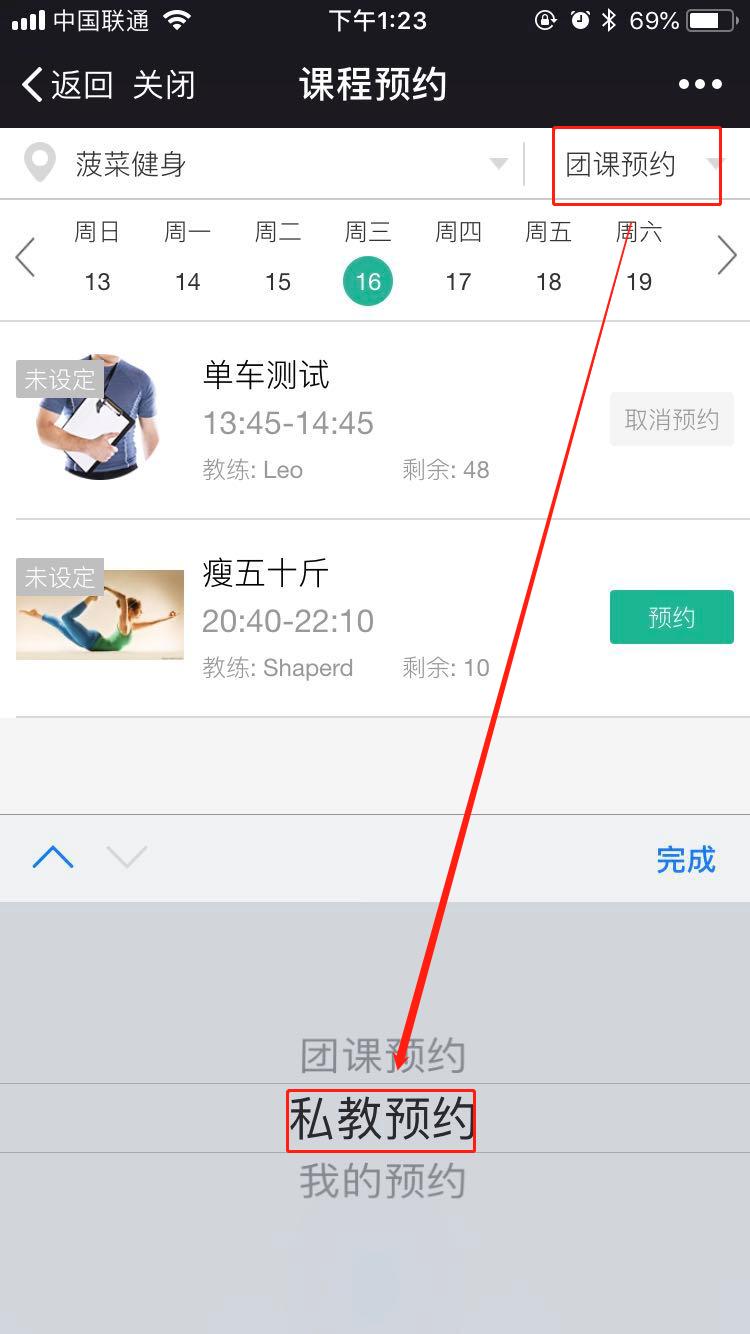 中国联通 下午1:23 69%
返回 关闭 课程预约
菠菜健身 团课预约
周日 周一 周二 周三 周四 周五 周六
13 14 15 16 17 18 19
未设定
单车测试
13:45-14:45
教练: Leo 剩余: 48
取消预约
未设定
瘦五十斤
20:40-22:10
教练: Shaperd 剩余: 10
预约
完成
团课预约
私教预约
我的预约